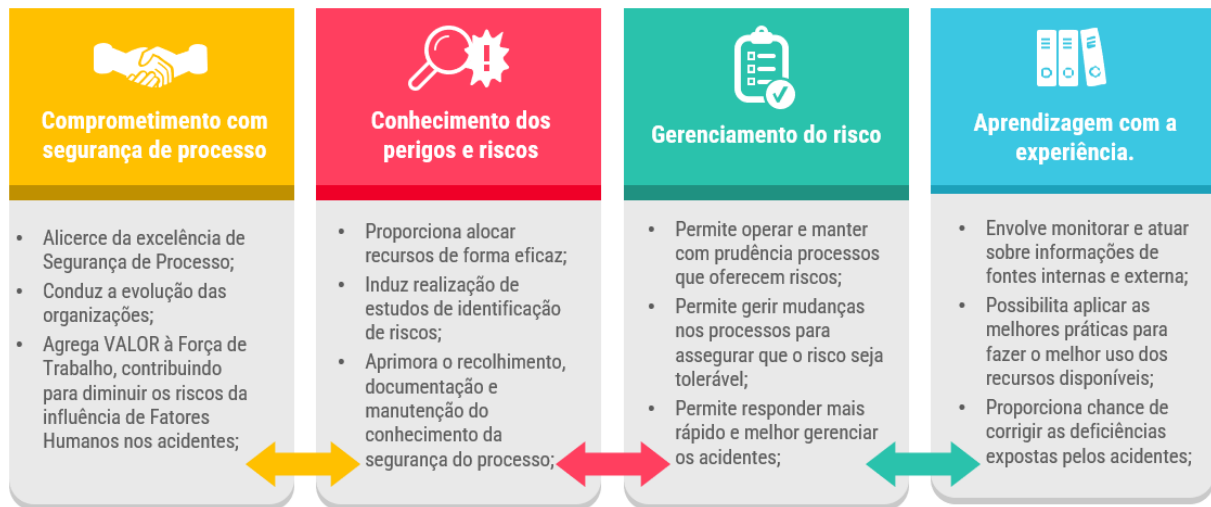 Comprometimento com
segurança de processo
• Alicerce da excelência de
Segurança de Processo;
• Conduz a evolução das
organizações;
• Agrega VALOR à Força de
Trabalho, contribuindo
para diminuir os riscos da
influência de Fatores
Humanos nos acidentes;
Conhecimento dos
perigos e riscos
• Proporciona alocar
recursos de forma eficaz;
• Induz realização de
estudos de identificação
de riscos;
• Aprimora o recolhimento,
documentação e
manutenção do
conhecimento da
segurança do processo;
Gerenciamento do risco
• Permite operar e manter
com prudência processos
que oferecem riscos;
• Permite gerir mudanças
nos processos para
assegurar que o risco seja
tolerável;
• Permite responder mais
rápido e melhor gerenciar
os acidentes;
Aprendizagem com a
experiência.
• Envolve monitorar e atuar
sobre informações de
fontes internas e externa;
• Possibilita aplicar as
melhores práticas para
fazer o melhor uso dos
recursos disponíveis;
• Proporciona chance de
corrigir as deficiências
expostas pelos acidentes;